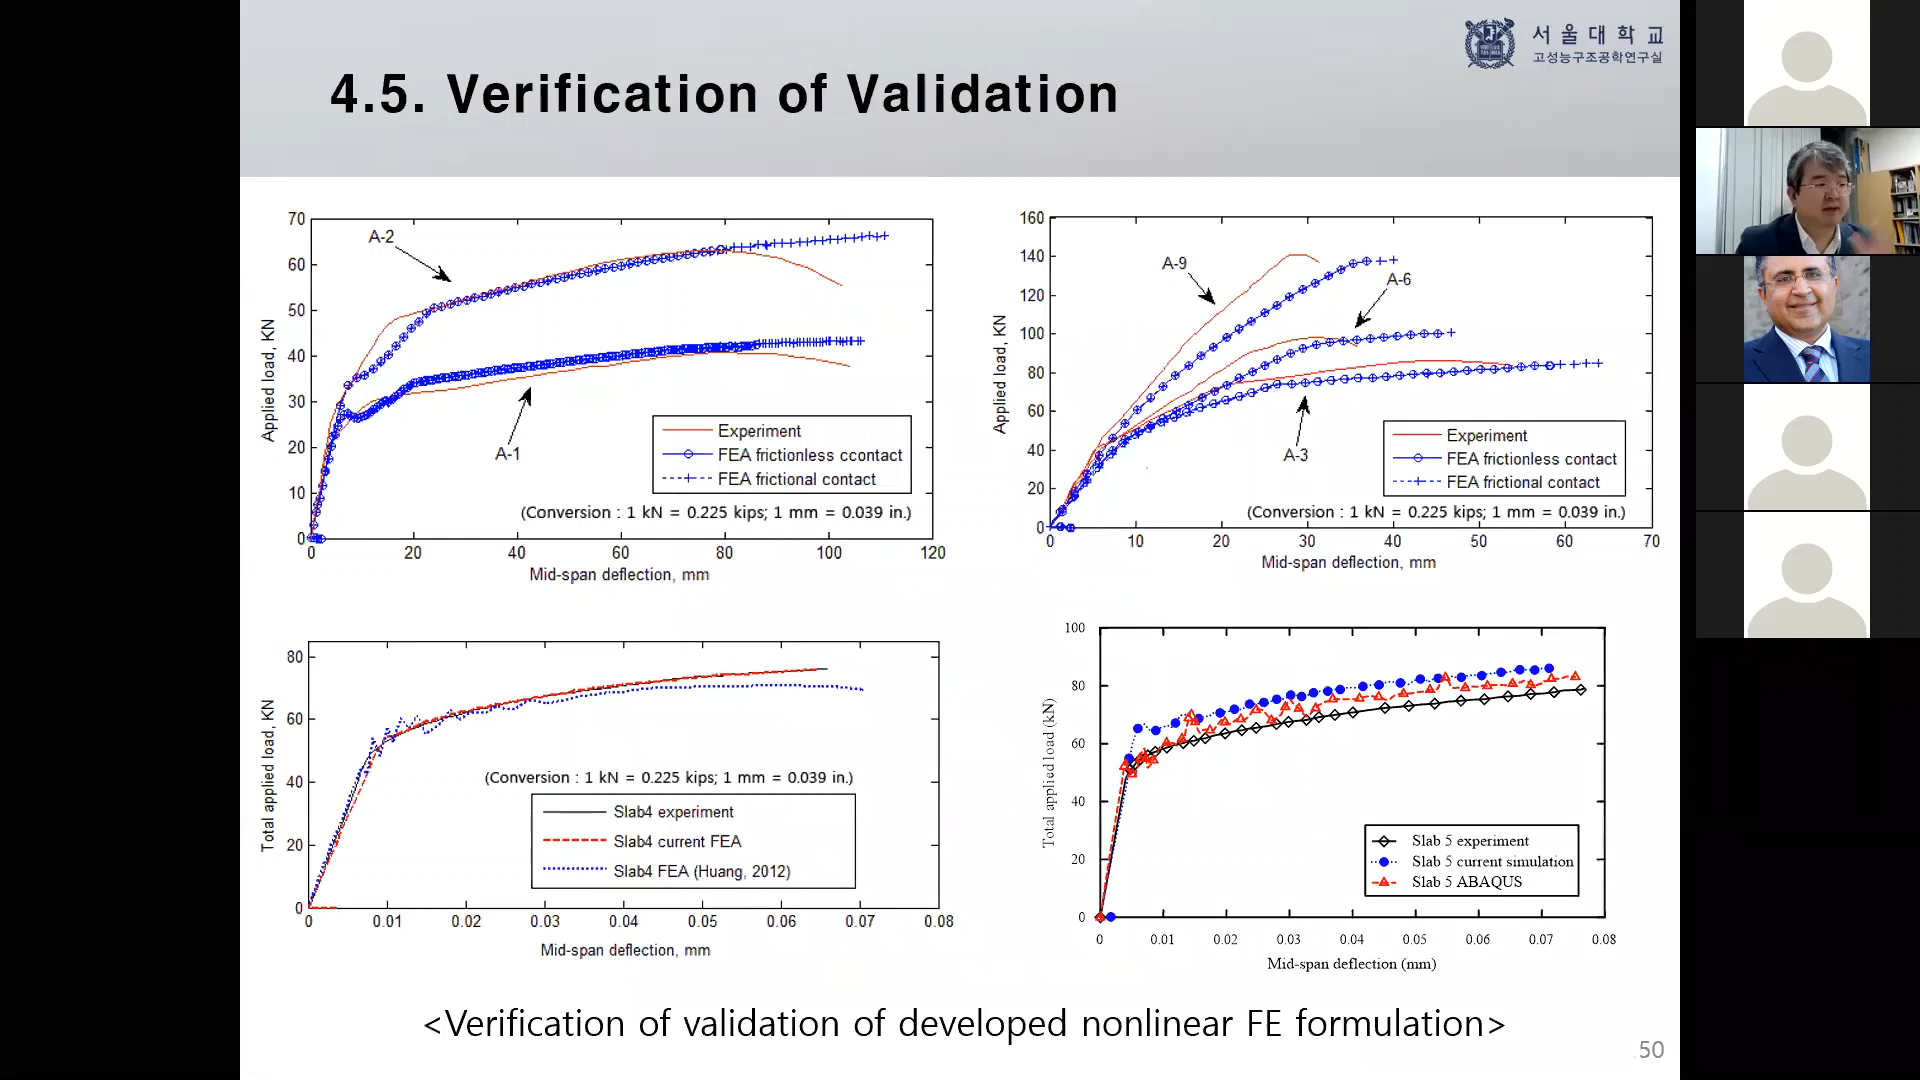 서울대학교
고성능구조공학연구실
4.5. Verification of Validation
70
60
50
40
30
20
10
0
Applied load, KN
A-2
A-1
Experiment
FEA frictionless ccontact
FEA frictional contact
(Conversion : 1 kN = 0.225 kips; 1 mm = 0.039 in.)
0 20 40 60 80 100 120
Mid-span deflection, mm
160
140
120
100
80
60
40
20
0
Applied load, KN
A-9
A-6
A-3
Experiment
FEA frictionless ccontact
FEA frictional contact
(Conversion : 1 kN = 0.225 kips; 1 mm = 0.039 in.)
0 10 20 30 40 50 60 70
Mid-span deflection, mm
80
60
40
20
0
Total applied load, KN
(Conversion : 1 kN = 0.225 kips; 1 mm = 0.039 in.)
Slab4 experiment
Slab4 current FEA
Slab4 FEA (Huang, 2012)
0 0.01 0.02 0.03 0.04 0.05 0.06 0.07 0.08
Mid-span deflection, mm
100
80
60
40
20
0
Total applied load (kN)
Slab 5 experiment
Slab 5 current simulation
Slab 5 ABAQUS
0 0.01 0.02 0.03 0.04 0.05 0.06 0.07 0.08
Mid-span deflection (mm)
<Verification of validation of developed nonlinear FE formulation>
50